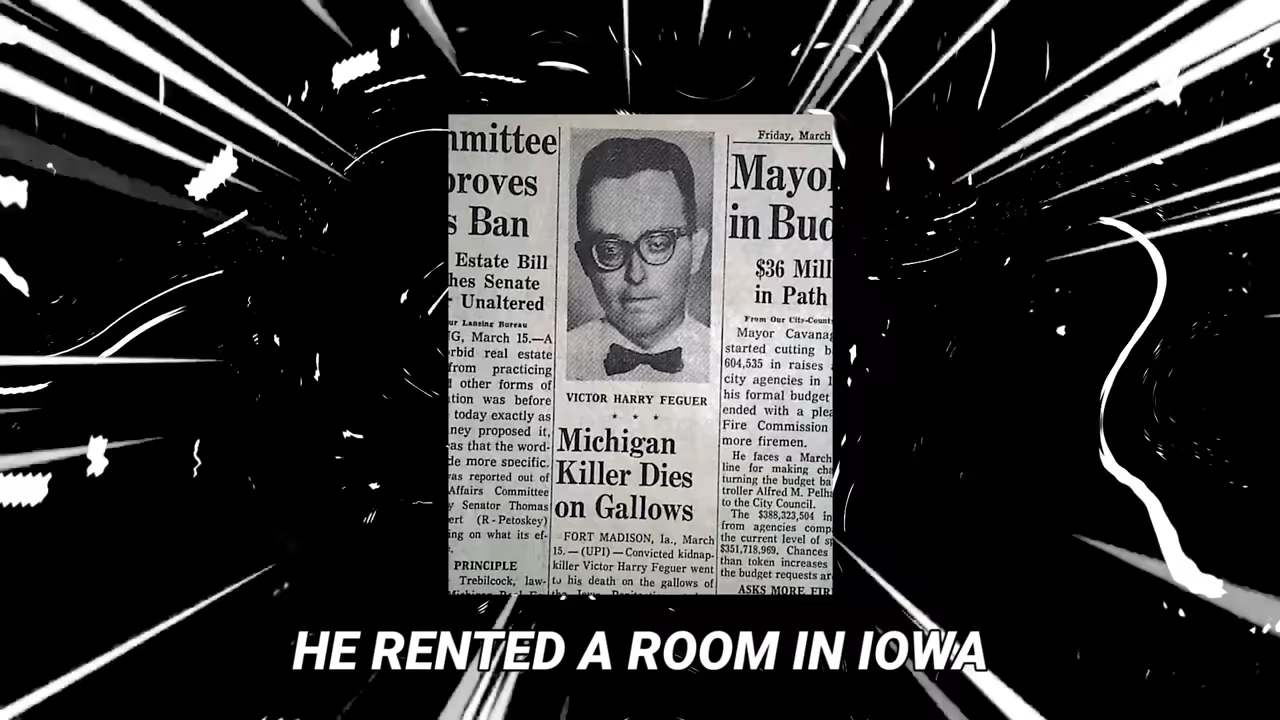 mmittee
proves
s Ban
Estate Bill
hes Senate
Unaltered
ur Lansing Bureau
G, March 15.—A
rbid real estate
from practicing
other forms of
tion was before
today exactly as
ney proposed it,
as that the word-
de more specific.
was reported out of
Affairs Committee
y Senator Thomas
ert (R-Petoskey)
ing on what its ef-
PRINCIPLE
Trebilcock, law-
VICTOR HARRY FEGUER
* * *
Michigan
Killer Dies
on Gallows
FORT MADISON, Ia., March
15.—(UPI)—Convicted kidnap-
killer Victor Harry Feguer went
to his death on the gallows of
Friday, March
Mayor
in Bud
$36 Mill
in Path
From Our City-County
Mayor Cavanag
started cutting b
604,535 in raises
city agencies in 1
his formal budget
ended with a plea
Fire Commission
more firemen.
He faces a March
line for making cha
turning the budget ba
troller Alfred M. Pelha
to the City Council.
The $388,323,504 in
from agencies comp
the current level of sp
$351,718,969. Chances
than token increases
the budget requests ar
ASKS MORE FIR
HE RENTED A ROOM IN IOWA